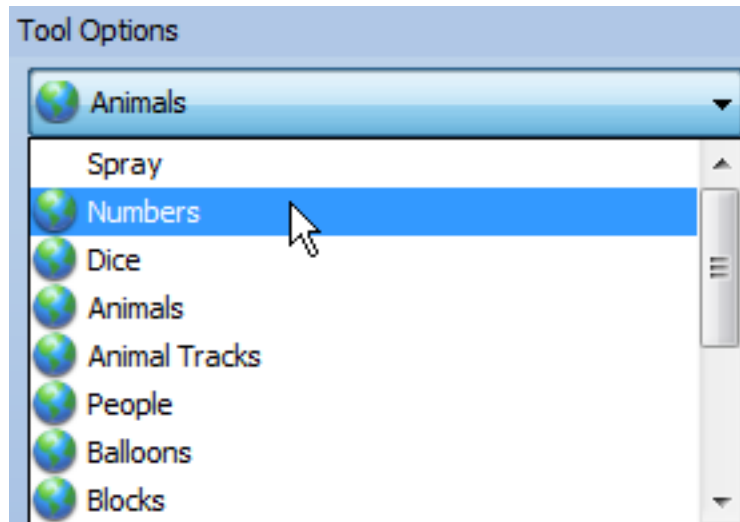 Tool Options
Animals
Spray
Numbers
Dice
Animals
Animal Tracks
People
Balloons
Blocks